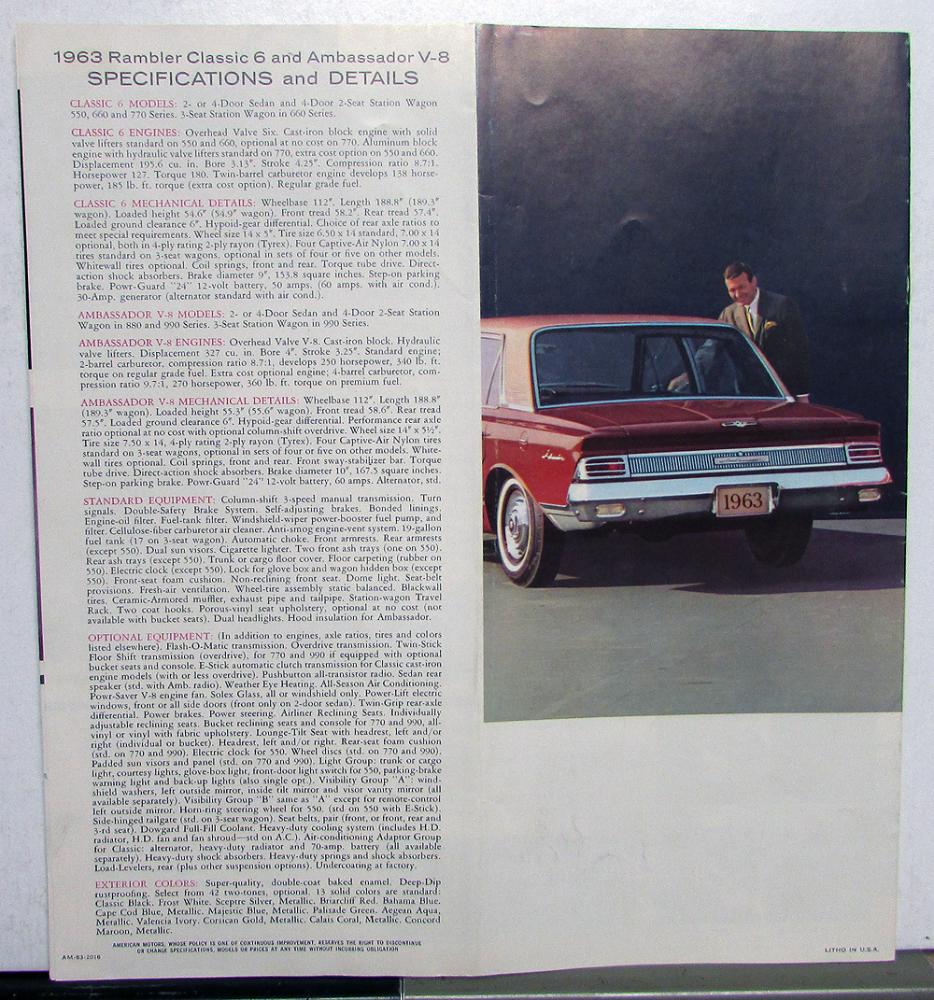 1963 Rambler Classic 6 and Ambassador V-8
SPECIFICATIONS and DETAILS
CLASSIC 6 MODELS: 2- or 4-Door Sedan and 4-Door 2-Seat Station Wagon
550, 660 and 770 Series. 3-Seat Station Wagon in 660 Series.
CLASSIC 6 ENGINES: Overhead Valve Six. Cast-iron block engine with solid
valve lifters standard on 550 and 660, optional at no cost on 770. Aluminum block
engine with hydraulic valve lifters standard on 770, extra cost option on 550 and 660.
Displacement 195.6 cu. in. Bore 3.13". Stroke 4.25". Compression ratio 8.7:1.
Horsepower 127. Torque 180. Twin-barrel carburetor engine develops 138 horse-
power, 185 lb. ft. torque (extra cost option). Regular grade fuel.
CLASSIC 6 MECHANICAL DETAILS: Wheelbase 112". Length 188.8" (189.3"
wagon). Loaded height 54.6" (54.9" wagon). Front tread 58.2". Rear tread 57.4".
Loaded ground clearance 6". Hypoid-gear differential. Choice of rear axle ratios to
meet special requirements. Wheel size 14 x 5". Tire size 6.50 x 14 standard, 7.00 x 14
optional, both in 4-ply rating 2-ply rayon (Tyrex). Four Captive-Air Nylon 7.00 x 14
tires standard on 3-seat wagons, optional in sets of four or five on other models.
Whitewall tires optional. Coil springs, front and rear. Torque tube drive. Direct-
action shock absorbers. Brake diameter 9", 153.8 square inches. Step-on parking
brake. Powr-Guard "24" 12-volt battery, 50 amps. (60 amps. with air cond.).
30-Amp. generator (alternator standard with air cond.).
AMBASSADOR V-8 MODELS: 2- or 4-Door Sedan and 4-Door 2-Seat Station
Wagon in 880 and 990 Series. 3-Seat Station Wagon in 990 Series.
AMBASSADOR V-8 ENGINES: Overhead Valve V-8. Cast-iron block. Hydraulic
valve lifters. Displacement 327 cu. in. Bore 4". Stroke 3.25". Standard engine;
2-barrel carburetor, compression ratio 8.7:1, develops 250 horsepower, 340 lb. ft.
torque on regular grade fuel. Extra cost optional engine; 4-barrel carburetor, com-
pression ratio 9.7:1, 270 horsepower, 360 lb. ft. torque on premium fuel.
AMBASSADOR V-8 MECHANICAL DETAILS: Wheelbase 112". Length 188.8"
(189.3" wagon). Loaded height 55.3" (55.6" wagon). Front tread 58.6". Rear tread
57.5". Loaded ground clearance 6". Hypoid-gear differential. Performance rear axle
ratio optional at no cost with optional column-shift overdrive. Wheel size 14" x 5½".
Tire size 7.50 x 14, 4-ply rating 2-ply rayon (Tyrex). Four Captive-Air Nylon tires
standard on 3-seat wagons, optional in sets of four or five on other models. White-
wall tires optional. Coil springs, front and rear. Front sway-stabilizer bar. Torque
tube drive. Direct-action shock absorbers. Brake diameter 10", 167.5 square inches.
Step-on parking brake. Powr-Guard "24" 12-volt battery, 60 amps. Alternator, std.
STANDARD EQUIPMENT: Column-shift 3-speed manual transmission. Turn
signals. Double-Safety Brake System. Self-adjusting brakes. Bonded linings.
Engine-oil filter. Fuel-tank filter. Windshield-wiper power-booster fuel pump, and
filter. Cellulose-fiber carburetor air cleaner. Anti-smog engine-vent system. 19-gallon
fuel tank (17 on 3-seat wagon). Automatic choke. Front armrests. Rear armrests
(except 550). Dual sun visors. Cigarette lighter. Two front ash trays (one on 550).
Rear ash trays (except 550). Trunk or cargo floor cover. Floor carpeting (rubber on
550). Electric clock (except 550). Lock for glove box and wagon hidden box (except
550). Front-seat foam cushion. Non-reclining front seat. Dome light. Seat-belt
provisions. Fresh-air ventilation. Wheel-tire assembly static balanced. Blackwall
tires. Ceramic-Armored muffler, exhaust pipe and tailpipe. Station-wagon Travel
Rack. Two coat hooks. Porous-vinyl seat upholstery, optional at no cost (not
available with bucket seats). Dual headlights. Hood insulation for Ambassador.
OPTIONAL EQUIPMENT: (In addition to engines, axle ratios, tires and colors
listed elsewhere). Flash-O-Matic transmission. Overdrive transmission. Twin-Stick
Floor Shift transmission (overdrive), for 770 and 990 if equipped with optional
bucket seats and console. E-Stick automatic clutch transmission for Classic cast-iron
engine models (with or less overdrive). Pushbutton all-transistor radio. Sedan rear
speaker (std. with Amb. radio). Weather Eye Heating. All-Season Air Conditioning.
Powr-Saver V-8 engine fan. Solex Glass, all or windshield only. Power-Lift electric
windows, front or all side doors (front only on 2-door sedan). Twin-Grip rear-axle
differential. Power brakes. Power steering. Airliner Reclining Seats. Individually
adjustable reclining seats. Bucket reclining seats and console for 770 and 990, all-
vinyl or vinyl with fabric upholstery. Lounge-Tilt Seat with headrest, left and/or
right (individual or bucket). Headrest, left and/or right. Rear-seat foam cushion
(std. on 770 and 990). Electric clock for 550. Wheel discs (std. on 770 and 990).
Padded sun visors and panel (std. on 770 and 990). Light Group: trunk or cargo
light, courtesy lights, glove-box light, front-door light switch for 550, parking-brake
warning light and back-up lights (also single opt.). Visibility Group "A": wind-
shield washers, left outside mirror, inside tilt mirror and visor vanity mirror (all
available separately). Visibility Group "B" same as "A" except for remote-control
left outside mirror. Horn-ring steering wheel for 550. (std on 550 with E-Stick).
Side-hinged tailgate (std. on 3-seat wagon). Seat belts, pair (front, or front, rear and
3-rd seat). Dowgard Full-Fill Coolant. Heavy-duty cooling system (includes H.D.
radiator, H.D. fan and fan shroud—std on A.C.). Air-conditioning Adaptor Group
for Classic: alternator, heavy-duty radiator and 70-amp. battery (all available
separately). Heavy-duty shock absorbers. Heavy-duty springs and shock absorbers.
Load-Levelers, rear (plus other suspension options). Undercoating at factory.
EXTERIOR COLORS: Super-quality, double-coat baked enamel. Deep-Dip
rustproofing. Select from 42 two-tones, optional. 13 solid colors are standard:
Classic Black. Frost White. Sceptre Silver, Metallic. Briarcliff Red. Bahama Blue.
Cape Cod Blue, Metallic. Majestic Blue, Metallic. Palisade Green. Aegean Aqua,
Metallic. Valencia Ivory. Corsican Gold, Metallic. Calais Coral, Metallic. Concord
Maroon, Metallic.
AMERICAN MOTORS, WHOSE POLICY IS ONE OF CONTINUOUS IMPROVEMENT, RESERVES THE RIGHT TO DISCONTINUE
OR CHANGE SPECIFICATIONS, MODELS OR PRICES AT ANY TIME WITHOUT INCURRING OBLIGATION
AM-63-2016
1963
LITHO IN U.S.A.